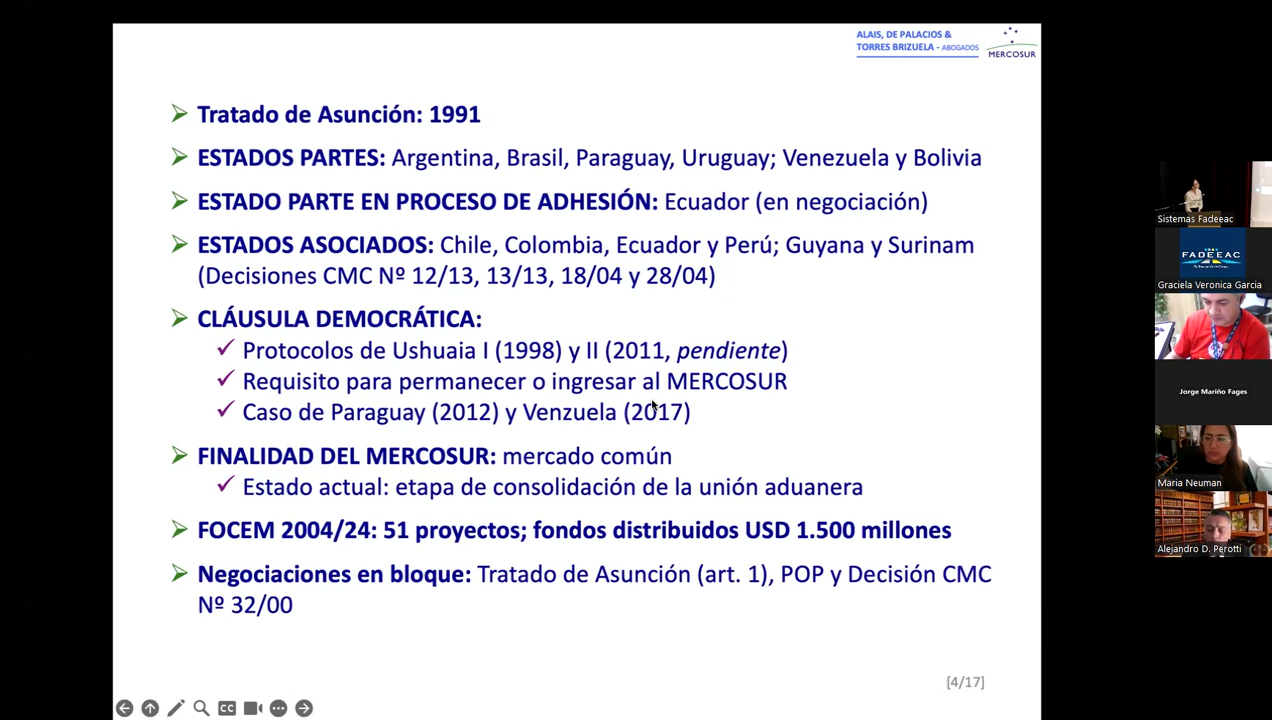 ALAIS, DE PALACIOS &
TORRES BRIZUELA - ABOGADOS
MERCOSUR
Tratado de Asunción: 1991
ESTADOS PARTES: Argentina, Brasil, Paraguay, Uruguay; Venezuela y Bolivia
ESTADO PARTE EN PROCESO DE ADHESIÓN: Ecuador (en negociación)
ESTADOS ASOCIADOS: Chile, Colombia, Ecuador y Perú; Guyana y Surinam
(Decisiones CMC Nº 12/13, 13/13, 18/04 y 28/04)
CLÁUSULA DEMOCRÁTICA:
Protocolos de Ushuaia I (1998) y II (2011, pendiente)
Requisito para permanecer o ingresar al MERCOSUR
Caso de Paraguay (2012) y Venzuela (2017)
FINALIDAD DEL MERCOSUR: mercado común
Estado actual: etapa de consolidación de la unión aduanera
FOCEM 2004/24: 51 proyectos; fondos distribuidos USD 1.500 millones
Negociaciones en bloque: Tratado de Asunción (art. 1), POP y Decisión CMC
Nº 32/00
[4/17]
CC
Sistemas Fadeeac
FADEEAC
Graciela Veronica Garcia
Jorge Mariño Fages
Maria Neuman
Alejandro D. Perotti